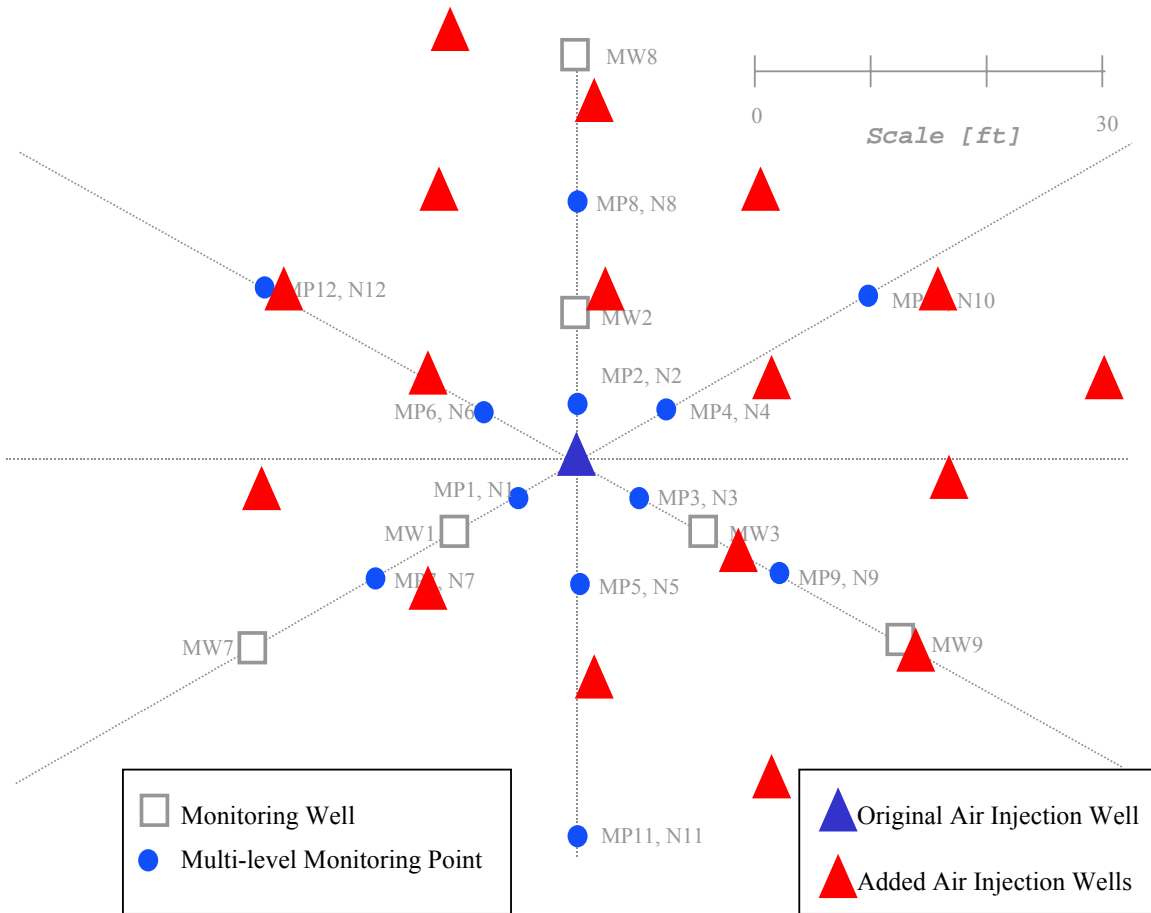 MW8
0
30
Scale [ft]
MP8, N8
MP12, N12
N10
MW2
MP2, N2
MP6, N6
MP4, N4
MP1, N1
MP3, N3
MW1
MW3
MP7, N7
MP5, N5
MP9, N9
MW7
MW9
MP11, N11
Monitoring Well
Multi-level Monitoring Point
Original Air Injection Well
Added Air Injection Wells